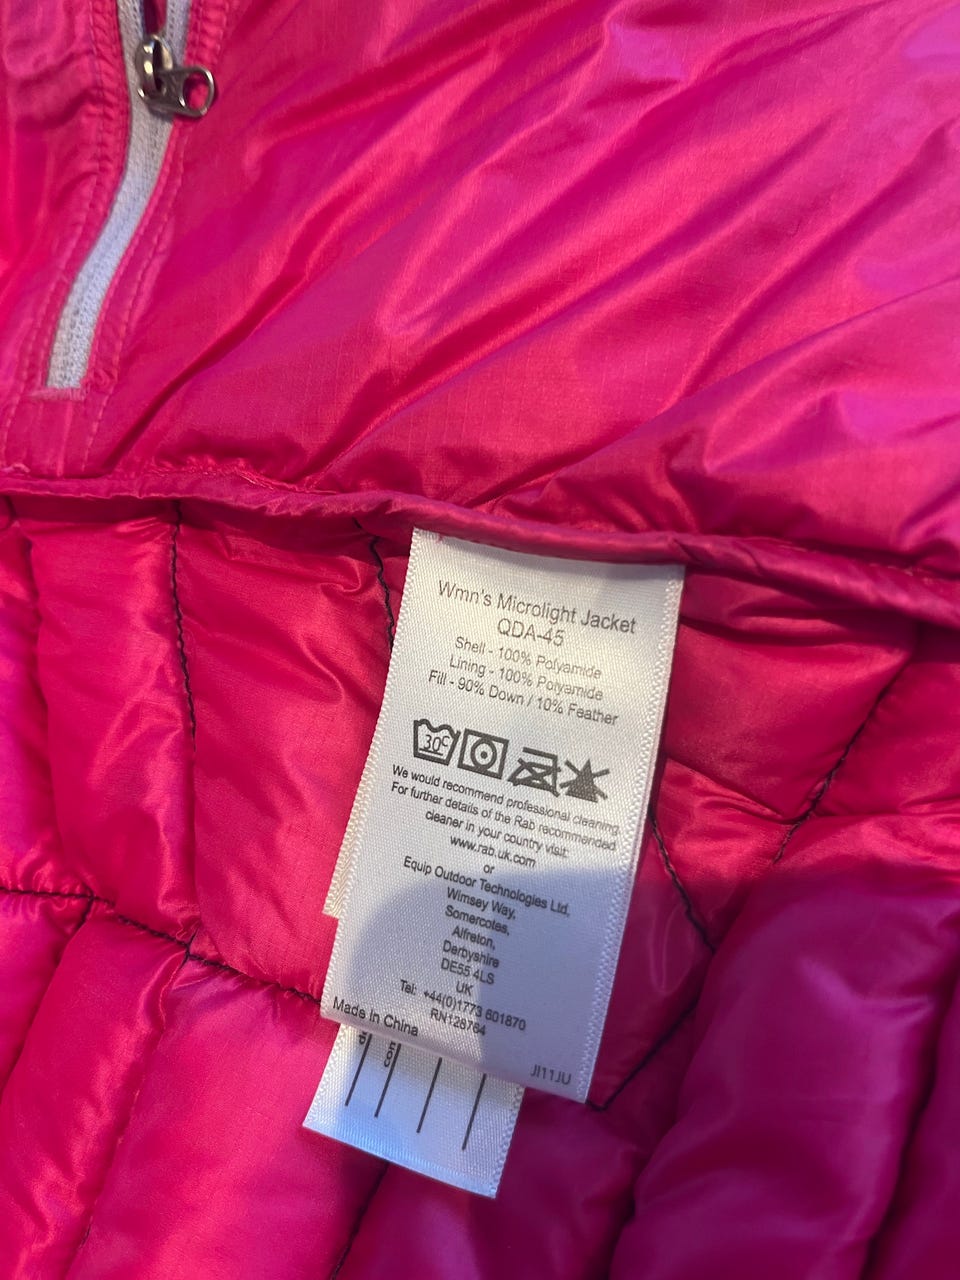 Wmn's Microlight Jacket
QDA-45
Shell - 100% Polyamide
Lining - 100% Polyamide
Fill - 90% Down / 10% Feather
30°C
We would recommend professional cleaning.
For further details of the Rab recommended
cleaner in your country visit:
www.rab.uk.com
or
Equip Outdoor Technologies Ltd,
Wimsey Way,
Somercotes,
Alfreton,
Derbyshire
DE55 4LS
UK
Tel: +44(0)1773 601870
RN128764
Made in China
JI11JU